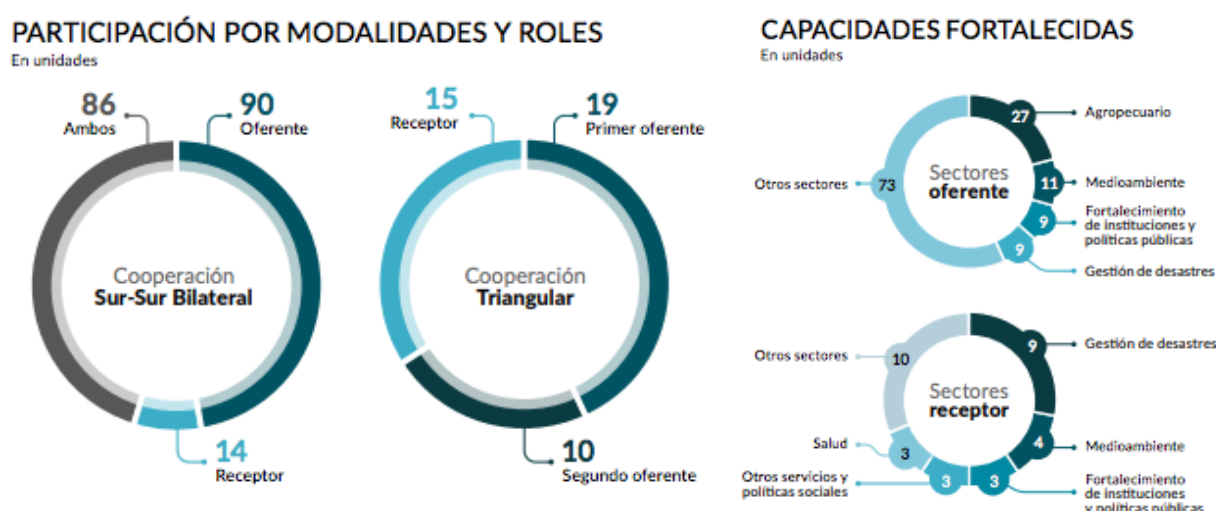 PARTICIPACIÓN POR MODALIDADES Y ROLES
En unidades
86
Ambos
90
Oferente
Cooperación
Sur-Sur Bilateral
14
Receptor
15
Receptor
19
Primer oferente
Cooperación
Triangular
10
Segundo oferente
CAPACIDADES FORTALECIDAS
En unidades
27
Agropecuario
Otros sectores
73
Sectores
oferente
11
Medioambiente
9
Fortalecimiento
de instituciones y
políticas públicas
9
Gestión de desastres
Otros sectores
10
9
Gestión de desastres
Sectores
receptor
Salud
3
4
Medioambiente
Otros servicios y
políticas sociales
3
3
Fortalecimiento
de instituciones
y políticas públicas